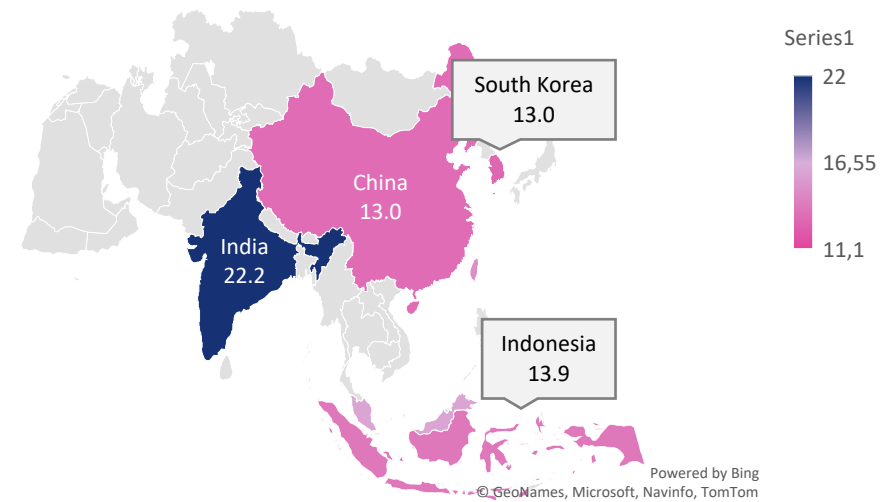 Series1
22
16,55
11,1
South Korea
13.0
China
13.0
India
22.2
Indonesia
13.9
Powered by Bing
© GeoNames, Microsoft, Navinfo, TomTom